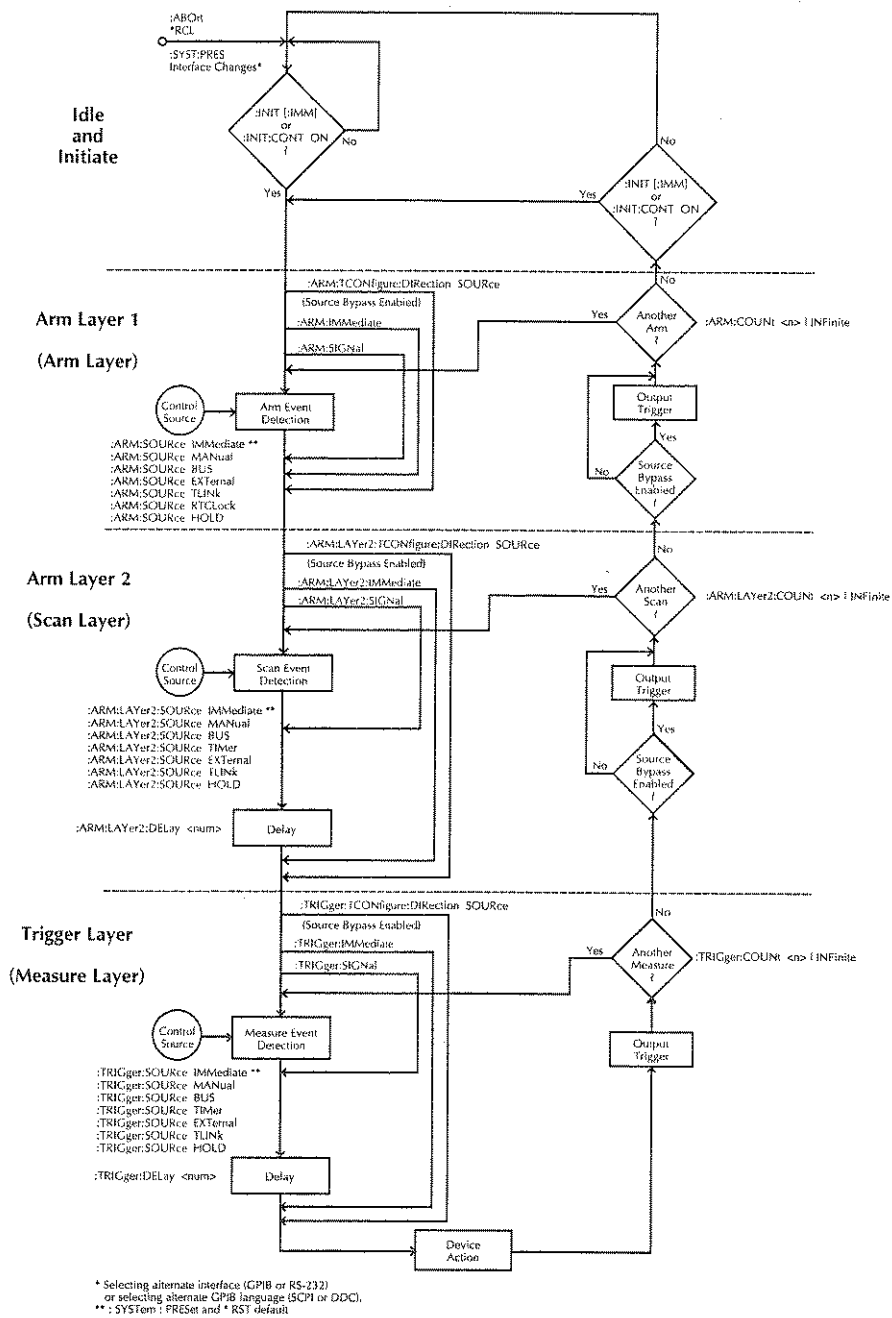 :ABOrt
*RCL
:SYST:PRES
Interface Changes*
Idle
and
Initiate
:INIT [:IMM]
or
:INIT:CONT ON
?
No
Yes
No
:INIT [:IMM]
or
:INIT:CONT ON
?
Yes
No
:ARM:TCONfigure:DIRection SOURce
(Source Bypass Enabled)
:ARM:IMMediate
:ARM:SIGNal
Arm Layer 1
(Arm Layer)
Yes
Another
Arm
?
:ARM:COUNt <n> | INFinite
Control
Source
Arm Event
Detection
Output
Trigger
Yes
No
Source
Bypass
Enabled
?
:ARM:SOURce IMMediate **
:ARM:SOURce MANual
:ARM:SOURce BUS
:ARM:SOURce EXTernal
:ARM:SOURce TLINk
:ARM:SOURce RTCLock
:ARM:SOURce HOLD
No
:ARM:LAYer2:TCONfigure:DIRection SOURce
(Source Bypass Enabled)
:ARM:LAYer2:IMMediate
:ARM:LAYer2:SIGNal
Arm Layer 2
(Scan Layer)
Yes
Another
Scan
?
:ARM:LAYer2:COUNt <n> | INFinite
Control
Source
Scan Event
Detection
Output
Trigger
Yes
No
Source
Bypass
Enabled
?
:ARM:LAYer2:SOURce IMMediate **
:ARM:LAYer2:SOURce MANual
:ARM:LAYer2:SOURce BUS
:ARM:LAYer2:SOURce TIMer
:ARM:LAYer2:SOURce EXTernal
:ARM:LAYer2:SOURce TLINk
:ARM:LAYer2:SOURce HOLD
:ARM:LAYer2:DELay <num>
Delay
No
:TRIGger:TCONfigure:DIRection SOURce
(Source Bypass Enabled)
:TRIGger:IMMediate
:TRIGger:SIGNal
Trigger Layer
(Measure Layer)
Yes
Another
Measure
?
:TRIGger:COUNt <n> | INFinite
Control
Source
Measure Event
Detection
Output
Trigger
:TRIGger:SOURce IMMediate **
:TRIGger:SOURce MANual
:TRIGger:SOURce BUS
:TRIGger:SOURce TIMer
:TRIGger:SOURce EXTernal
:TRIGger:SOURce TLINk
:TRIGger:SOURce HOLD
:TRIGger:DELay <num>
Delay
Device
Action
* Selecting alternate interface (GPIB or RS-232)
or selecting alternate GPIB language (SCPI or DDC).
** : SYSTem : PRESet and * RST default